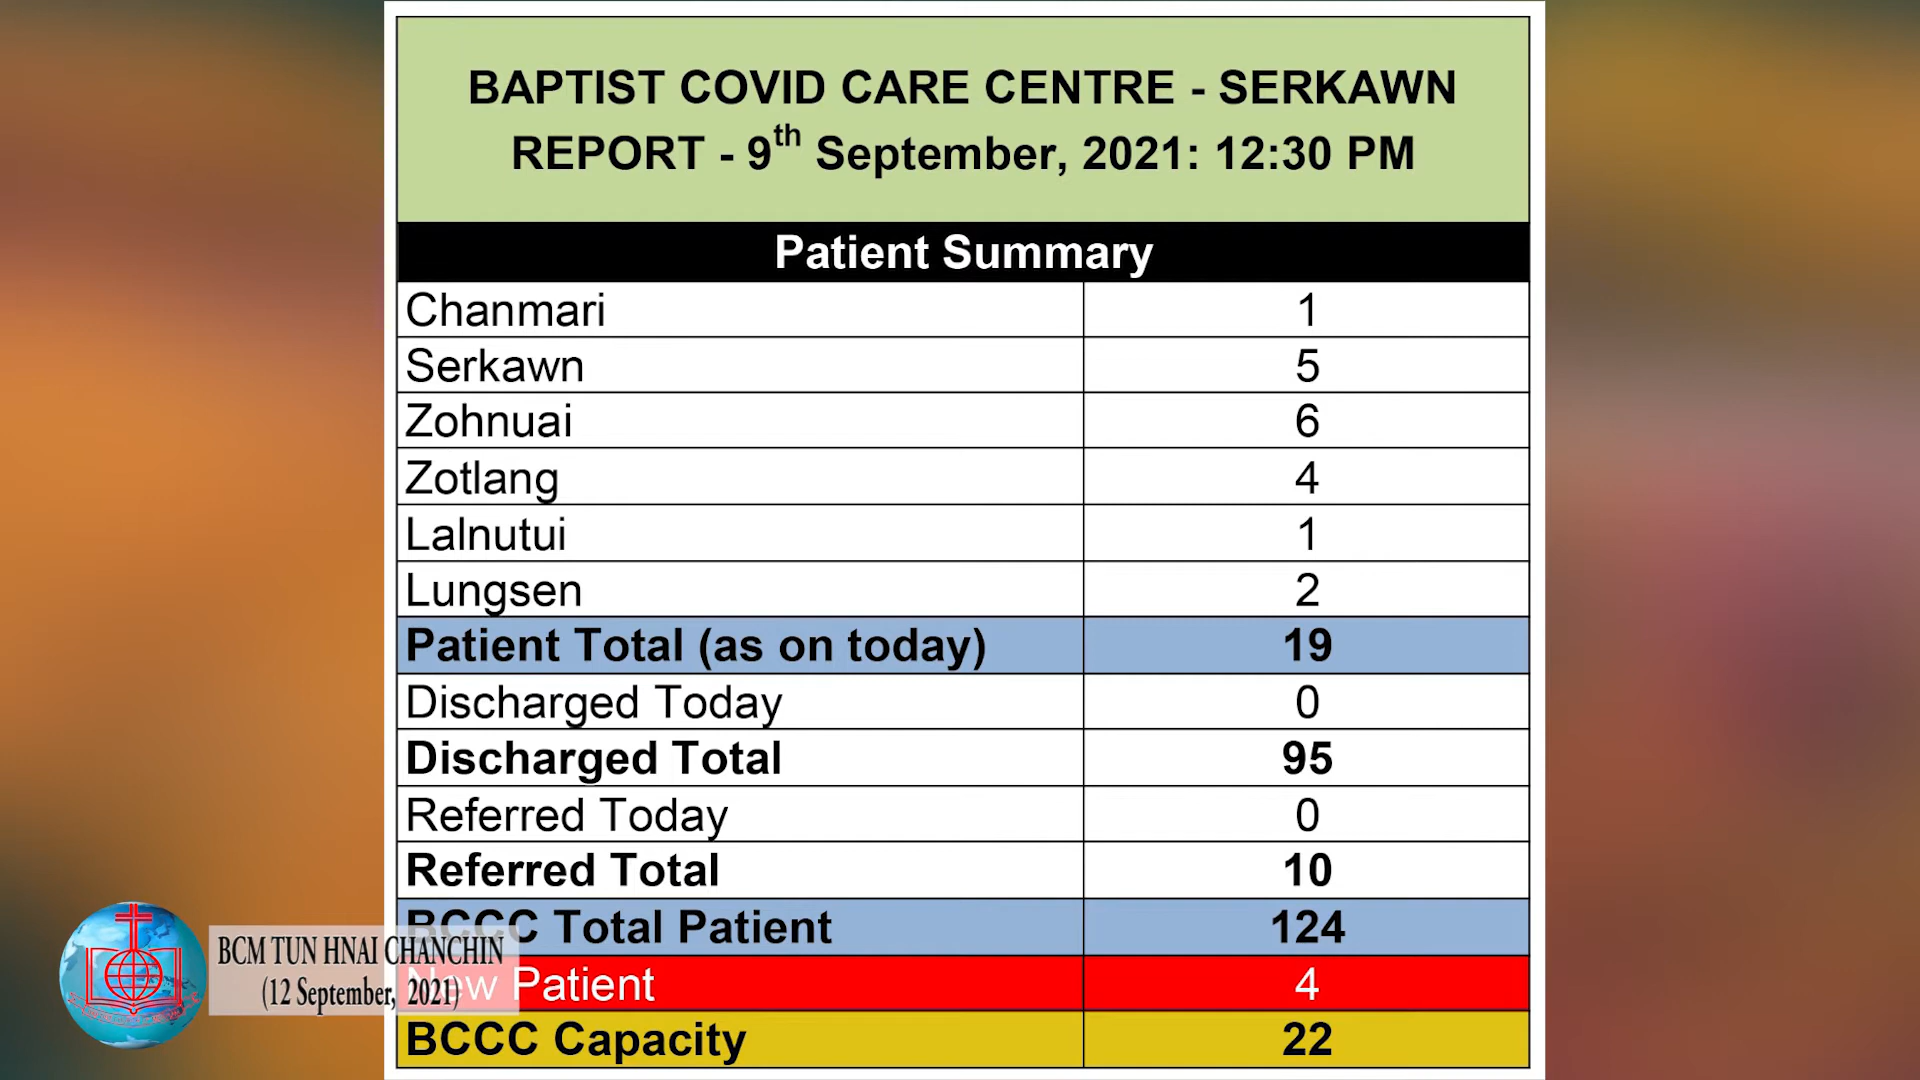 BAPTIST COVID CARE CENTRE - SERKAWN
REPORT - 9th September, 2021: 12:30 PM
Patient Summary
Chanmari 1
Serkawn 5
Zohnuai 6
Zotlang 4
Lalnutui 1
Lungsen 2
Patient Total (as on today) 19
Discharged Today 0
Discharged Total 95
Referred Today 0
Referred Total 10
BCCC Total Patient 124
New Patient 4
BCCC Capacity 22
BCM TUN HNAI CHANCHIN
(12 September, 2021)